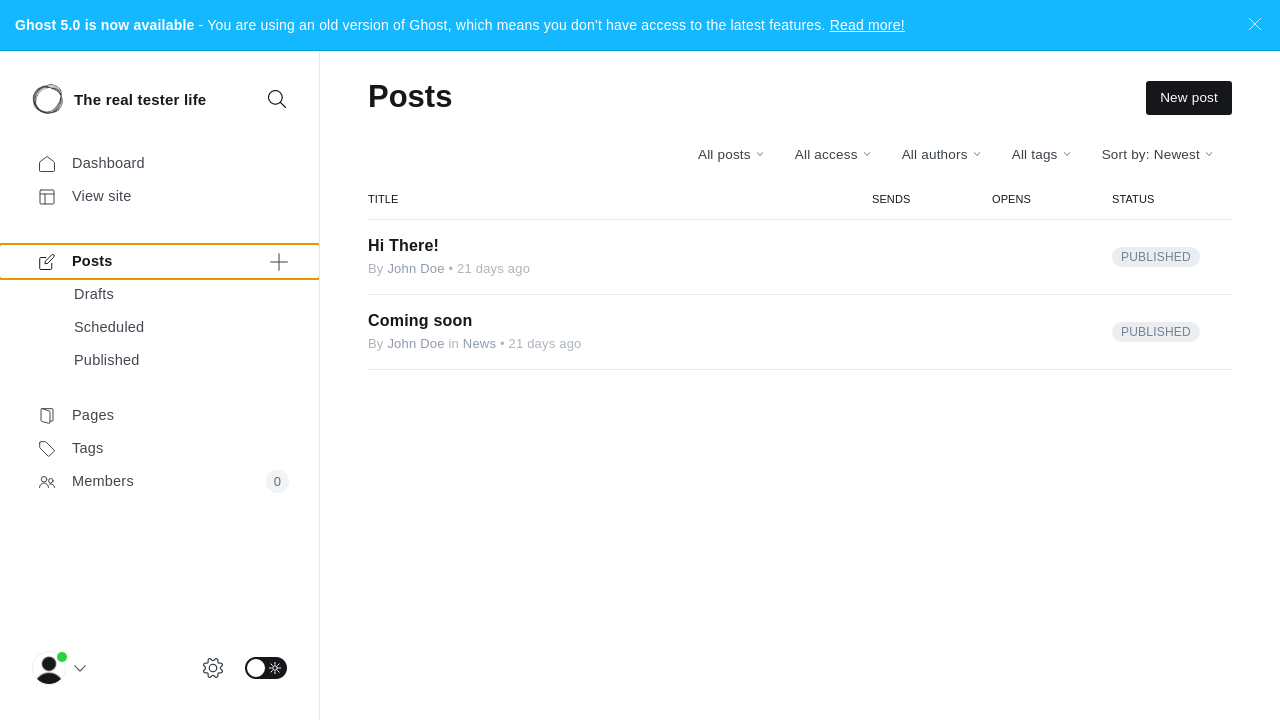 Ghost 5.0 is now available - You are using an old version of Ghost, which means you don't have access to the latest features. Read more!
The real tester life
Dashboard
View site
Posts
Drafts
Scheduled
Published
Pages
Tags
Members 0
Posts
New post
All posts All access All authors All tags Sort by: Newest
TITLE SENDS OPENS STATUS
Hi There!
By John Doe • 21 days ago
PUBLISHED
Coming soon
By John Doe in News • 21 days ago
PUBLISHED